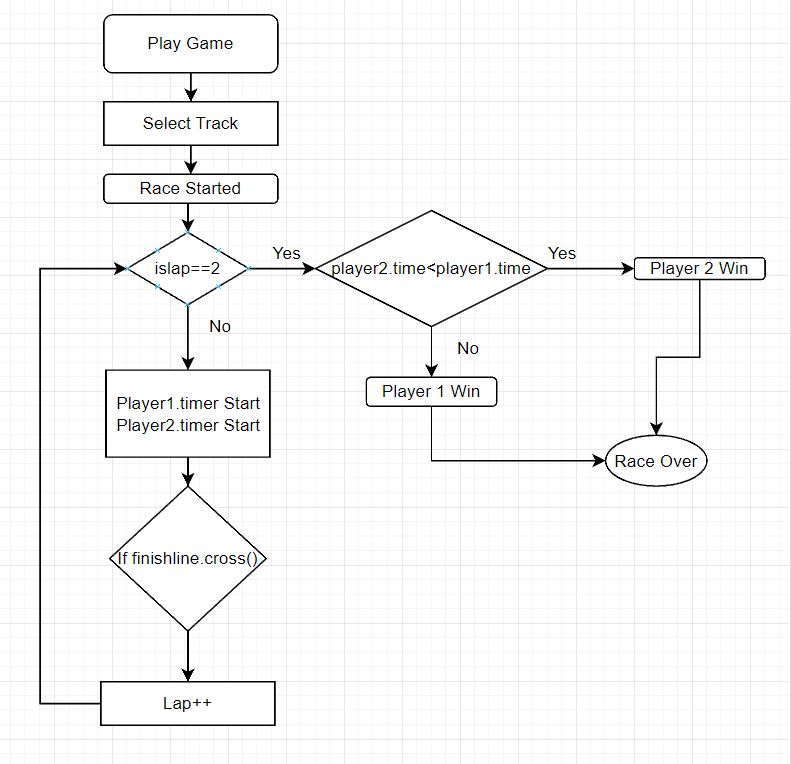 Play Game
Select Track
Race Started
islap==2
Yes
player2.time<player1.time
Yes
Player 2 Win
No
No
Player 1 Win
Player1.timer Start
Player2.timer Start
Race Over
If finishline.cross()
Lap++